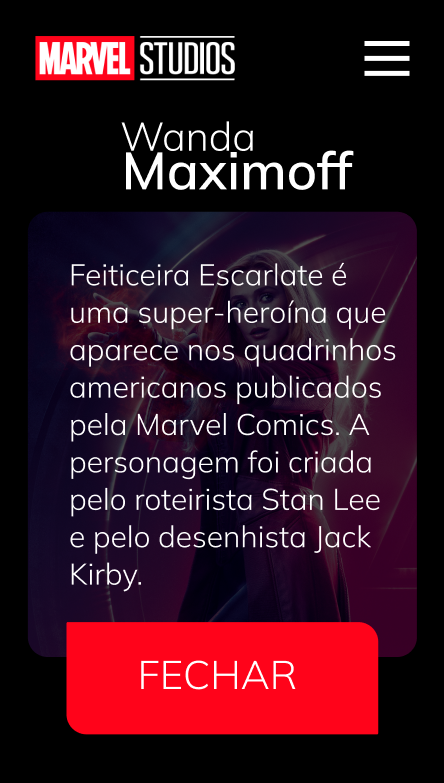 MARVEL STUDIOS
Wanda
Maximoff
Feiticeira Escarlate é
uma super-heroína que
aparece nos quadrinhos
americanos publicados
pela Marvel Comics. A
personagem foi criada
pelo roteirista Stan Lee
e pelo desenhista Jack
Kirby.
FECHAR